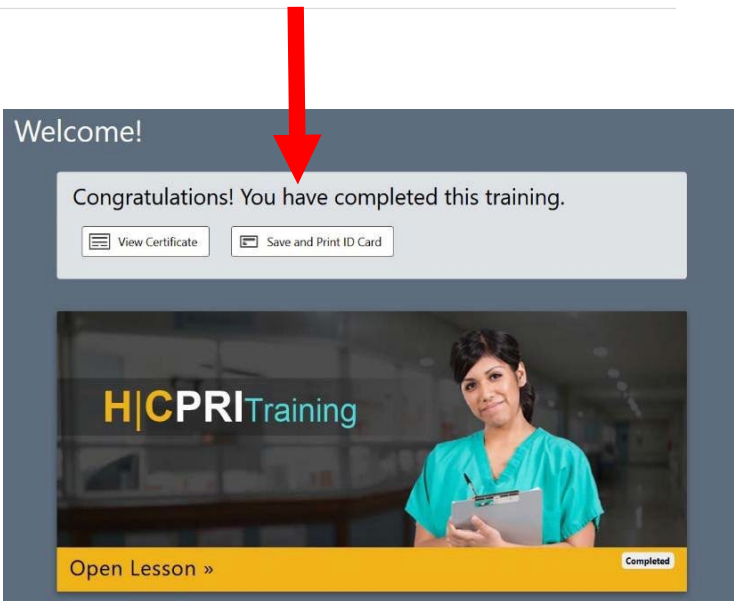 Welcome!
Congratulations! You have completed this training.
View Certificate
Save and Print ID Card
H|CPRITraining
Open Lesson »
Completed